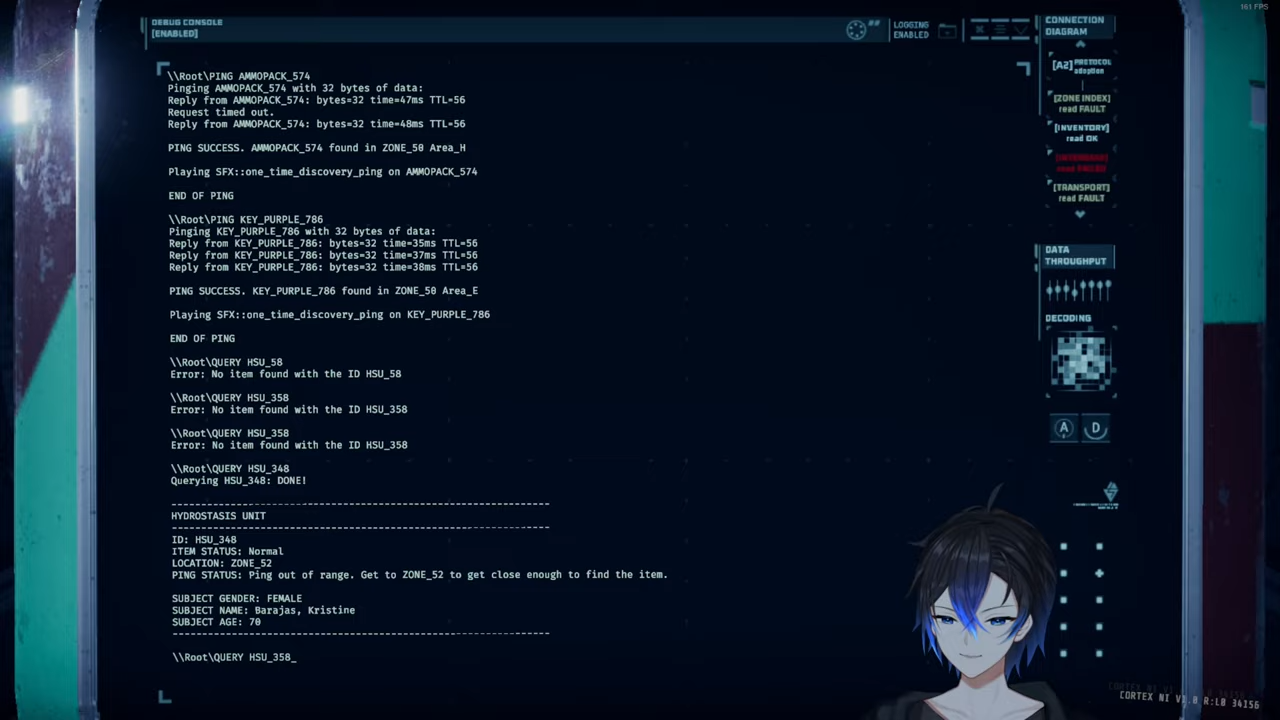 161 FPS
DEBUG CONSOLE
[ENABLED]
##
LOGGING
ENABLED
CONNECTION
DIAGRAM
\\Root\PING AMMOPACK_574
Pinging AMMOPACK_574 with 32 bytes of data:
Reply from AMMOPACK_574: bytes=32 time=47ms TTL=56
Request timed out.
Reply from AMMOPACK_574: bytes=32 time=48ms TTL=56
PING SUCCESS. AMMOPACK_574 found in ZONE_50 Area_H
Playing SFX::one_time_discovery_ping on AMMOPACK_574
END OF PING
\\Root\PING KEY_PURPLE_786
Pinging KEY_PURPLE_786 with 32 bytes of data:
Reply from KEY_PURPLE_786: bytes=32 time=35ms TTL=56
Reply from KEY_PURPLE_786: bytes=32 time=37ms TTL=56
Reply from KEY_PURPLE_786: bytes=32 time=38ms TTL=56
PING SUCCESS. KEY_PURPLE_786 found in ZONE_50 Area_E
Playing SFX::one_time_discovery_ping on KEY_PURPLE_786
END OF PING
\\Root\QUERY HSU_58
Error: No item found with the ID HSU_58
\\Root\QUERY HSU_358
Error: No item found with the ID HSU_358
\\Root\QUERY HSU_358
Error: No item found with the ID HSU_358
\\Root\QUERY HSU_348
Querying HSU_348: DONE!
-------------------------------------------------------
HYDROSTASIS UNIT
-------------------------------------------------------
ID: HSU_348
ITEM STATUS: Normal
LOCATION: ZONE_52
PING STATUS: Ping out of range. Get to ZONE_52 to get close enough to find the item.
SUBJECT GENDER: FEMALE
SUBJECT NAME: Barajas, Kristine
SUBJECT AGE: 70
-------------------------------------------------------
\\Root\QUERY HSU_358_
[A2] PROTOCOL
adoption
[ZONE INDEX]
read FAULT
[INVENTORY]
read OK
[TRANSPORT]
read FAULT
DATA
THROUGHPUT
DECODING
A D
CORTEX NI V1.0 R:L0 34156